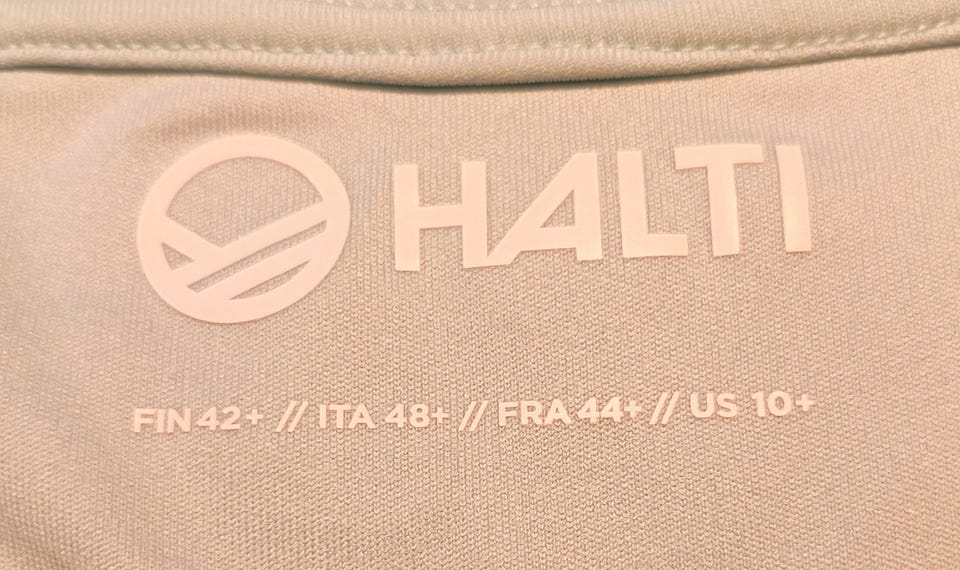 HALTI
FIN 42+ // ITA 48+ // FRA 44+ // US 10+